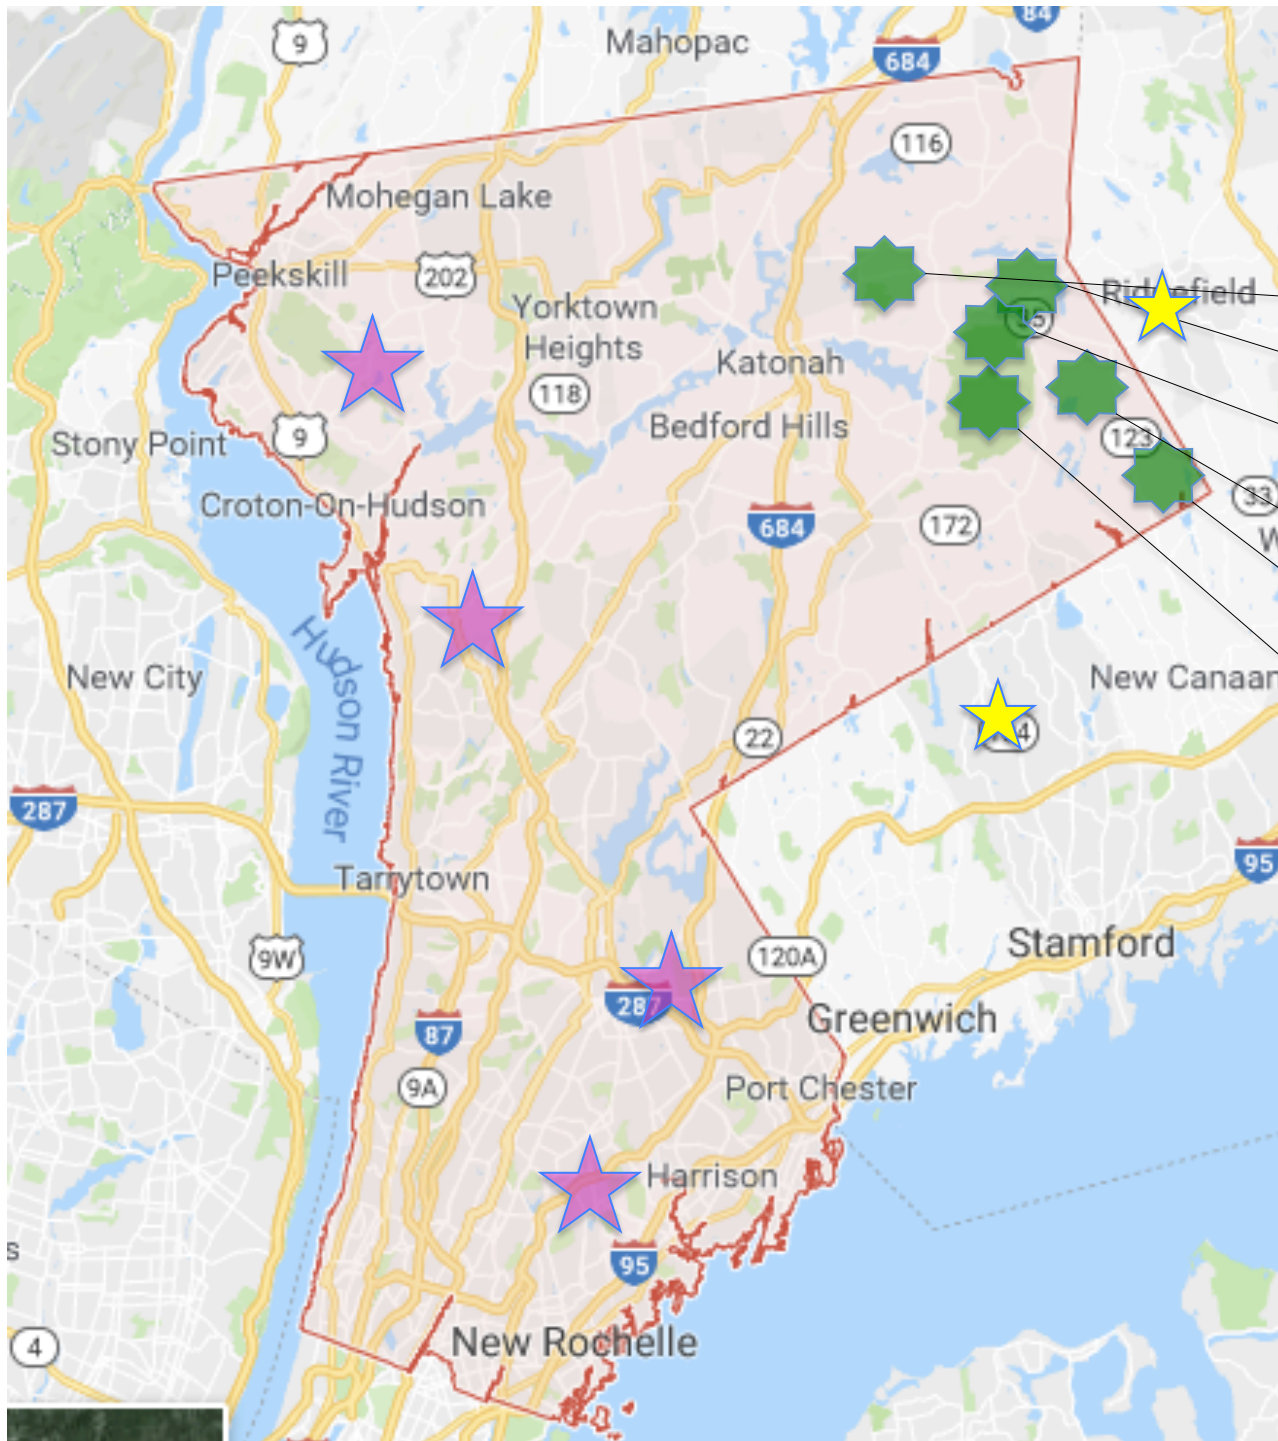 9
Mahopac
84
684
116
Mohegan Lake
Peekskill
202
Yorktown
Heights
Ridgefield
35
Katonah
118
Bedford Hills
9
Stony Point
123
Croton-On-Hudson
33
172
684
W
Hudson River
New City
New Canaan
22
287
95
Tarrytown
Stamford
9W
120A
287
Greenwich
87
9A
Port Chester
Harrison
s
95
New Rochelle
4